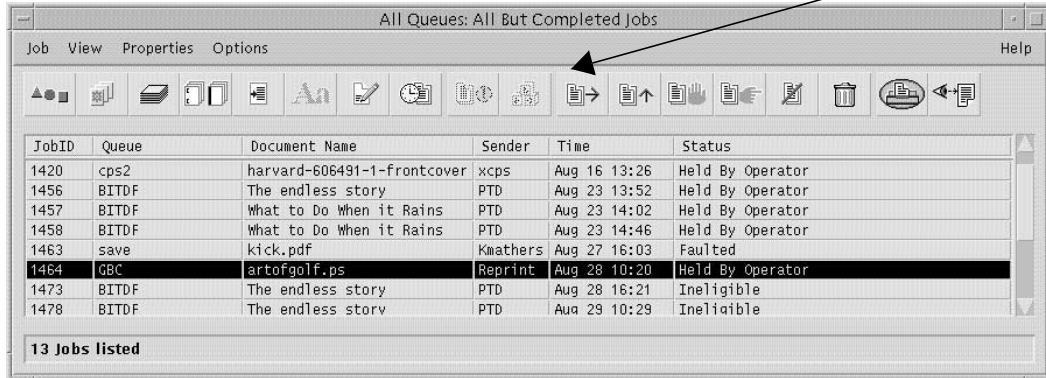 All Queues: All But Completed Jobs
Job View Properties Options Help
Aa
JobID Queue Document Name Sender Time Status
1420 cps2 harvard-606491-1-frontcover xcps Aug 16 13:26 Held By Operator
1456 BITDF The endless story PTD Aug 23 13:52 Held By Operator
1457 BITDF What to Do When it Rains PTD Aug 23 14:02 Held By Operator
1458 BITDF What to Do When it Rains PTD Aug 23 14:46 Held By Operator
1463 save kick.pdf Kmathers Aug 27 16:03 Faulted
1464 GBC artofgolf.ps Reprint Aug 28 10:20 Held By Operator
1473 BITDF The endless story PTD Aug 28 16:21 Ineligible
1478 BITDF The endless story PTD Aug 29 10:29 Ineligible
13 Jobs listed